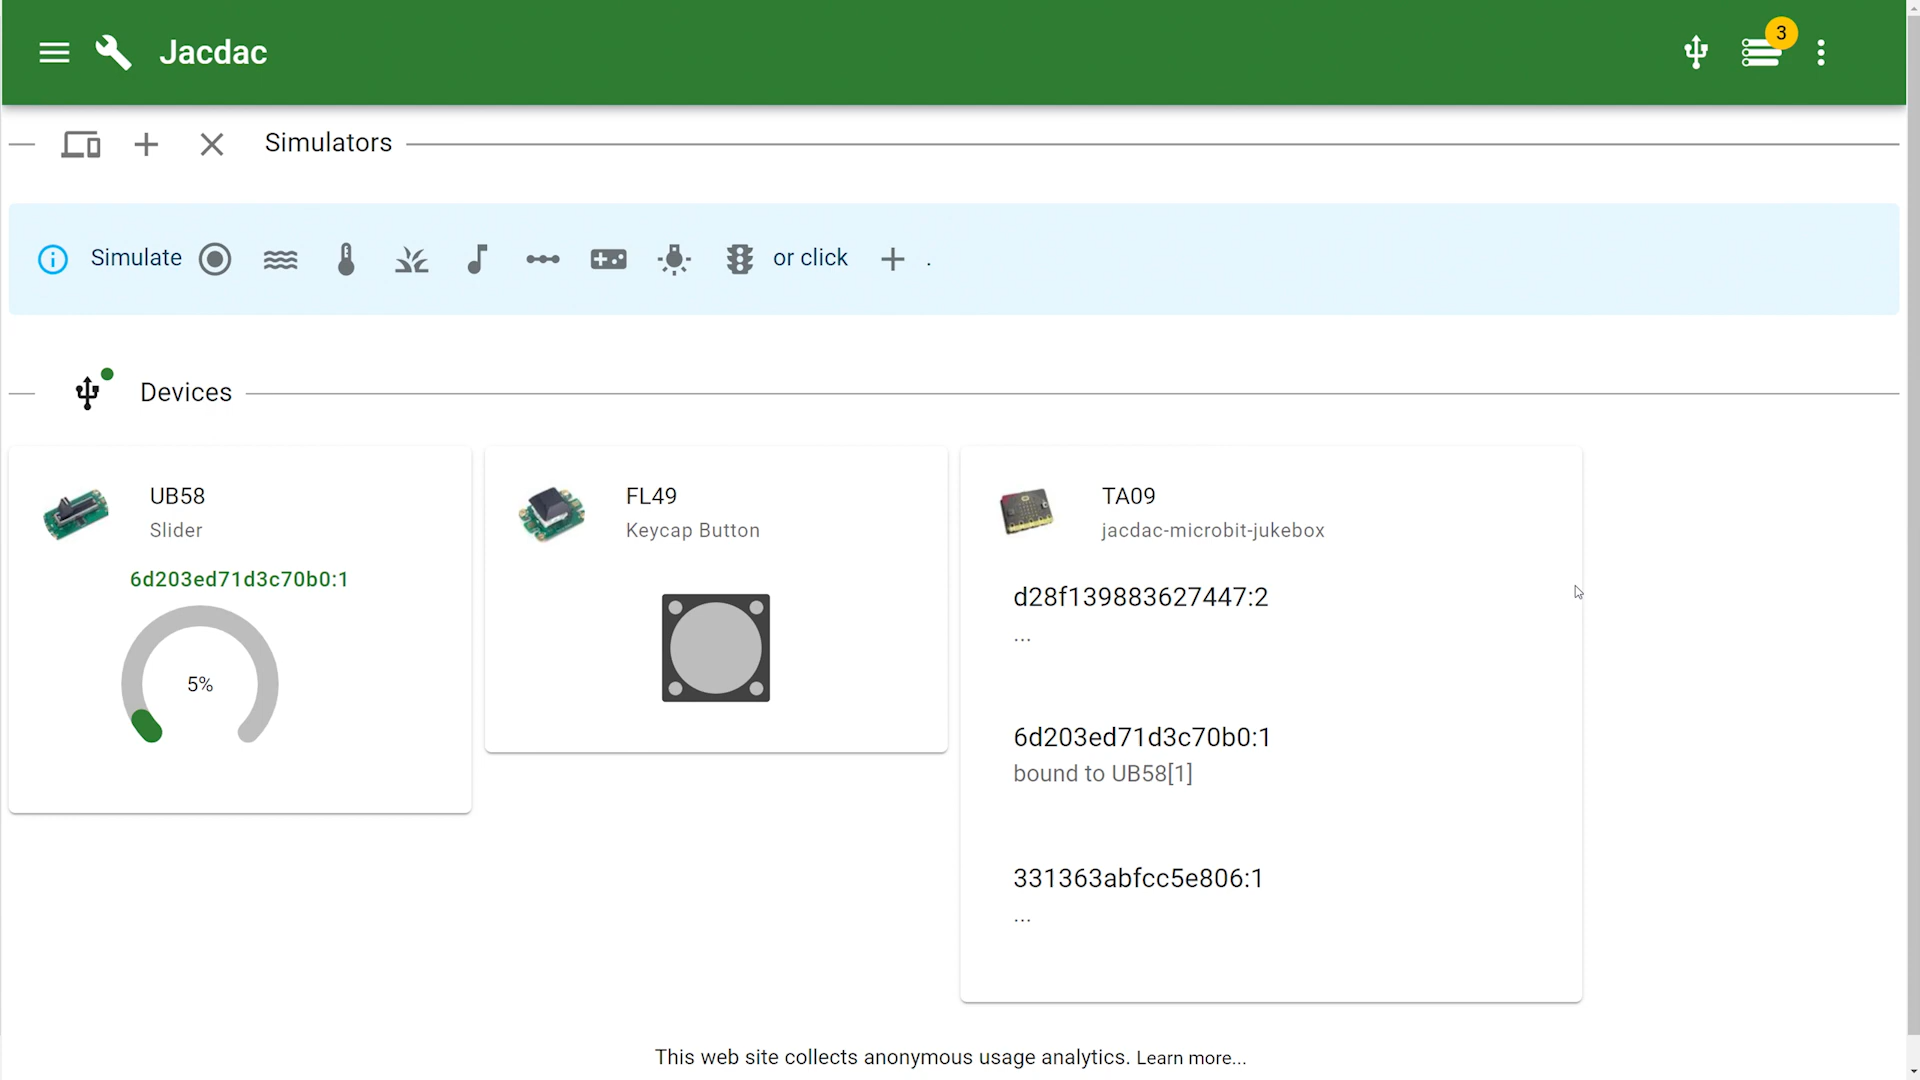 Jacdac
3
Simulators
Simulate or click .
Devices
UB58
Slider
6d203ed71d3c70b0:1
5%
FL49
Keycap Button
TA09
jacdac-microbit-jukebox
d28f139883627447:2
...
6d203ed71d3c70b0:1
bound to UB58[1]
331363abfcc5e806:1
...
This web site collects anonymous usage analytics. Learn more...